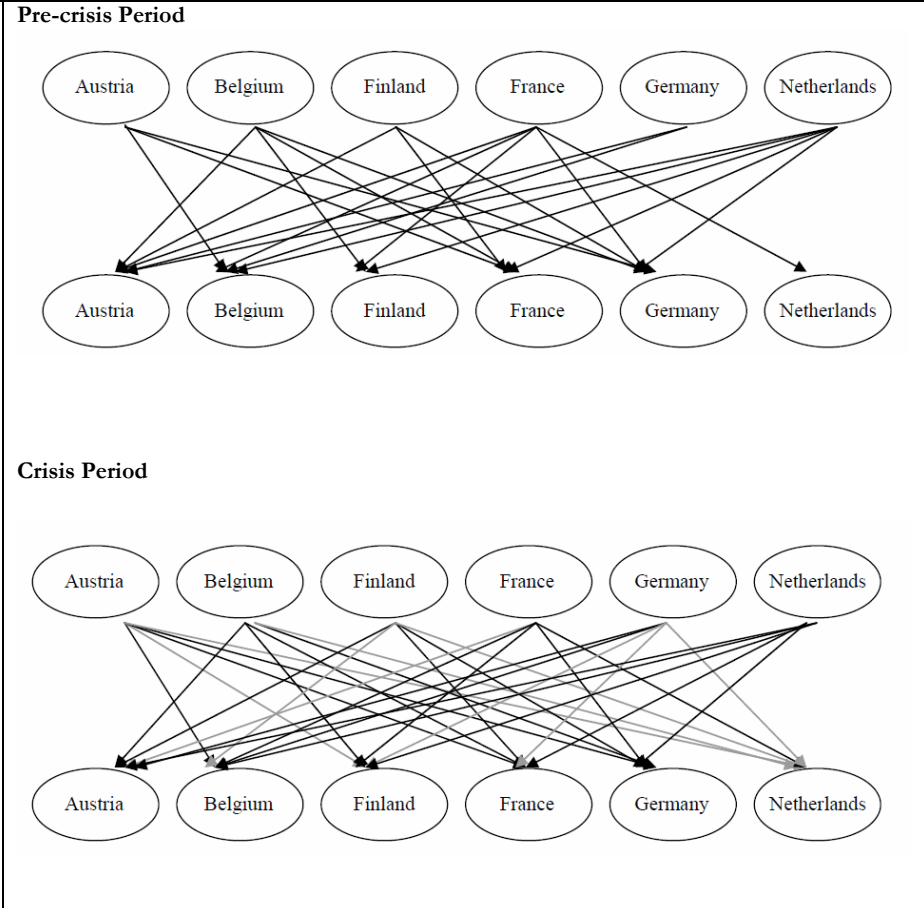 Pre-crisis Period
Austria Belgium Finland France Germany Netherlands
Austria Belgium Finland France Germany Netherlands
Crisis Period
Austria Belgium Finland France Germany Netherlands
Austria Belgium Finland France Germany Netherlands